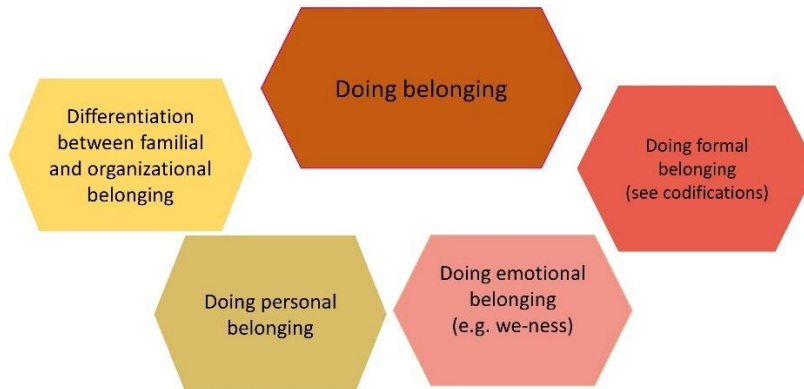 Doing belonging
Differentiation
between familial
and organizational
belonging
Doing formal
belonging
(see codifications)
Doing personal
belonging
Doing emotional
belonging
(e.g. we-ness)